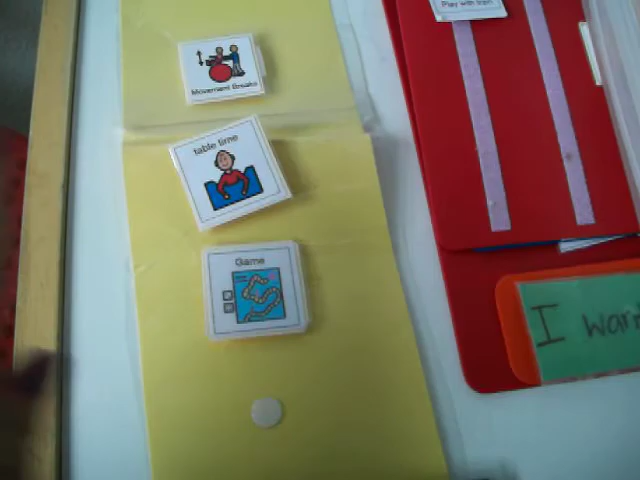 Play with train
Movement Breaks
table time
Game
I want